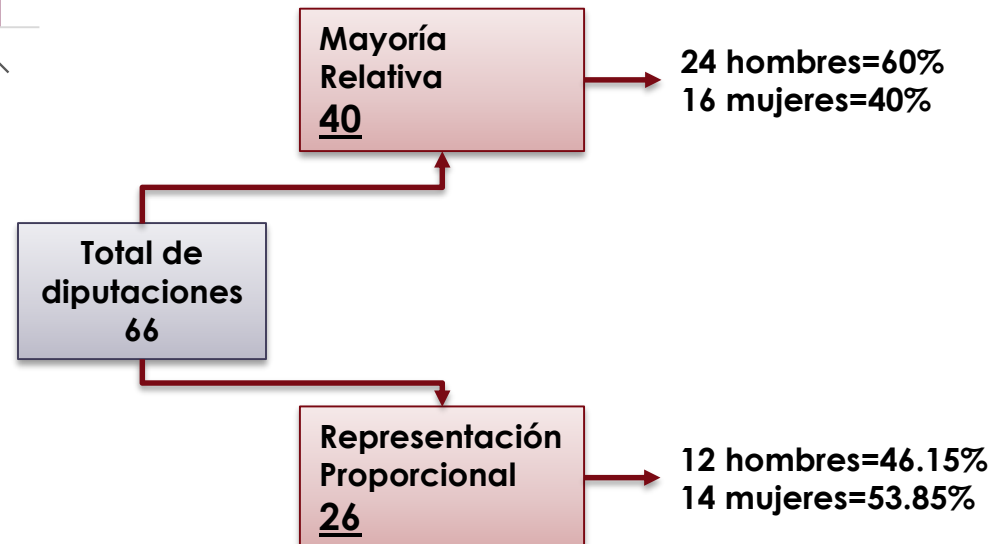 Mayoría
Relativa
40
24 hombres=60%
16 mujeres=40%
Total de
diputaciones
66
Representación
Proporcional
26
12 hombres=46.15%
14 mujeres=53.85%